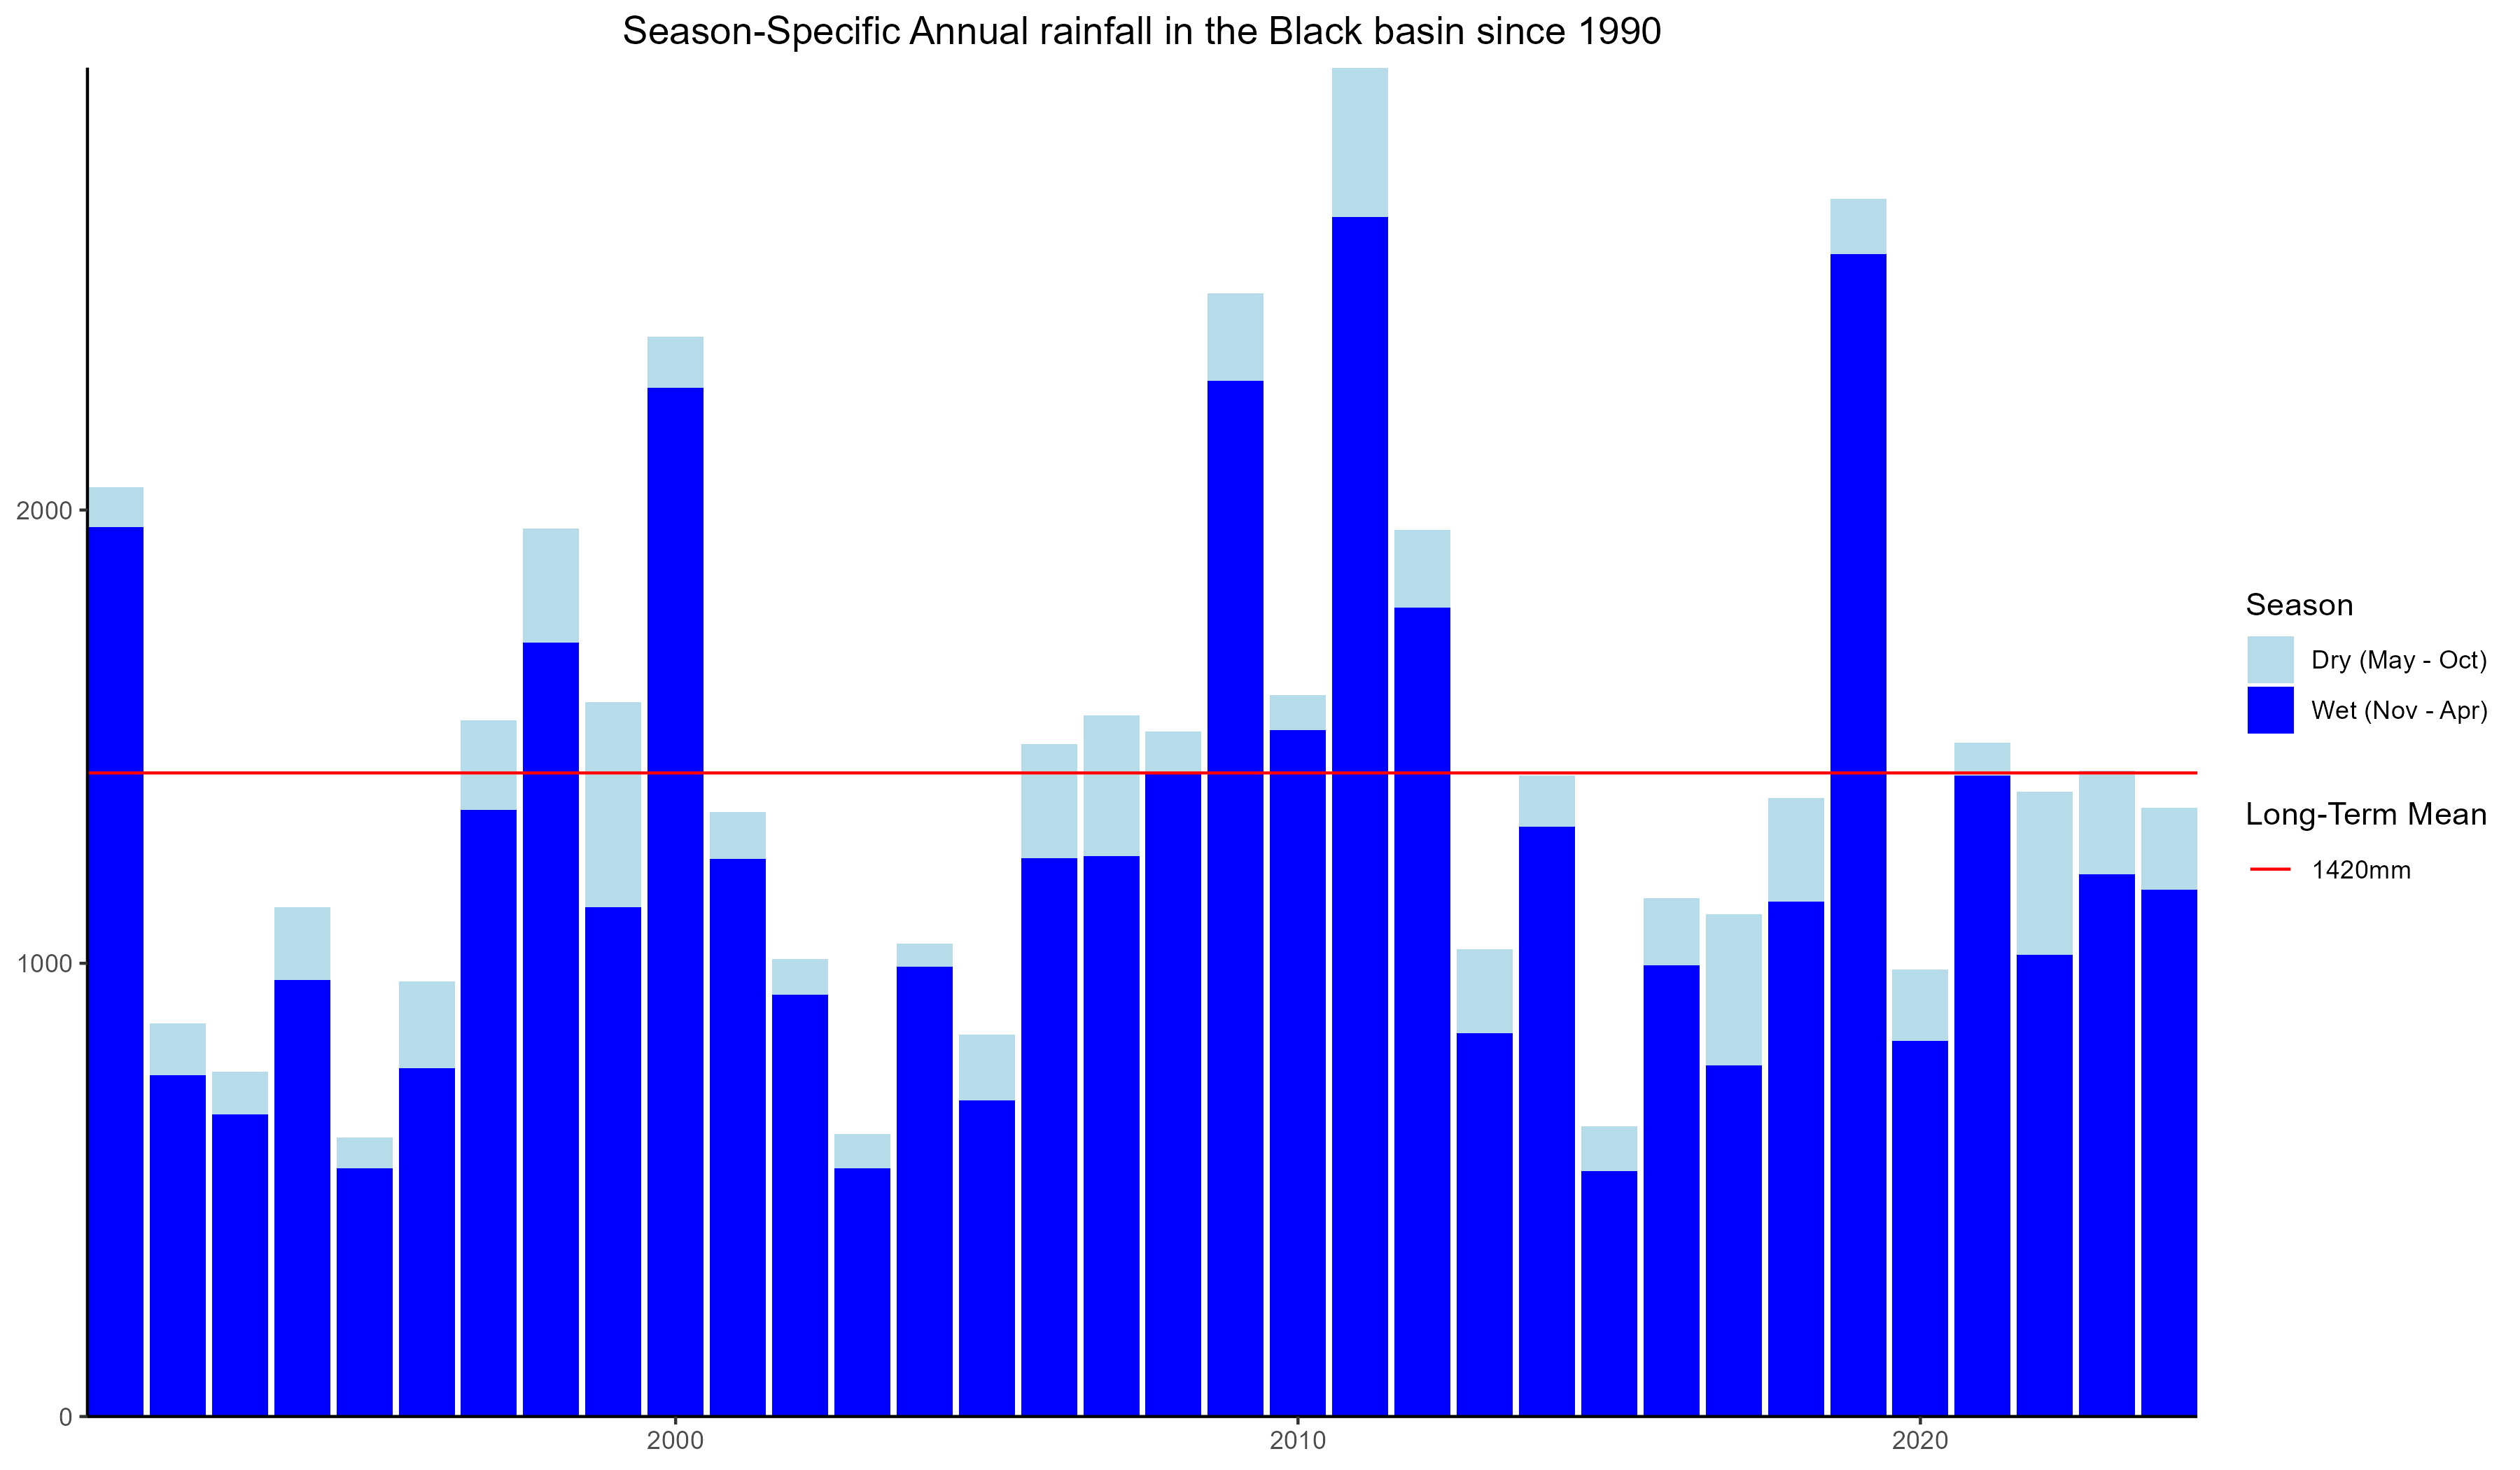 Season-Specific Annual rainfall in the Black basin since 1990
2000
1000
0
2000
2010
2020
Season
Dry (May - Oct)
Wet (Nov - Apr)
Long-Term Mean
1420mm